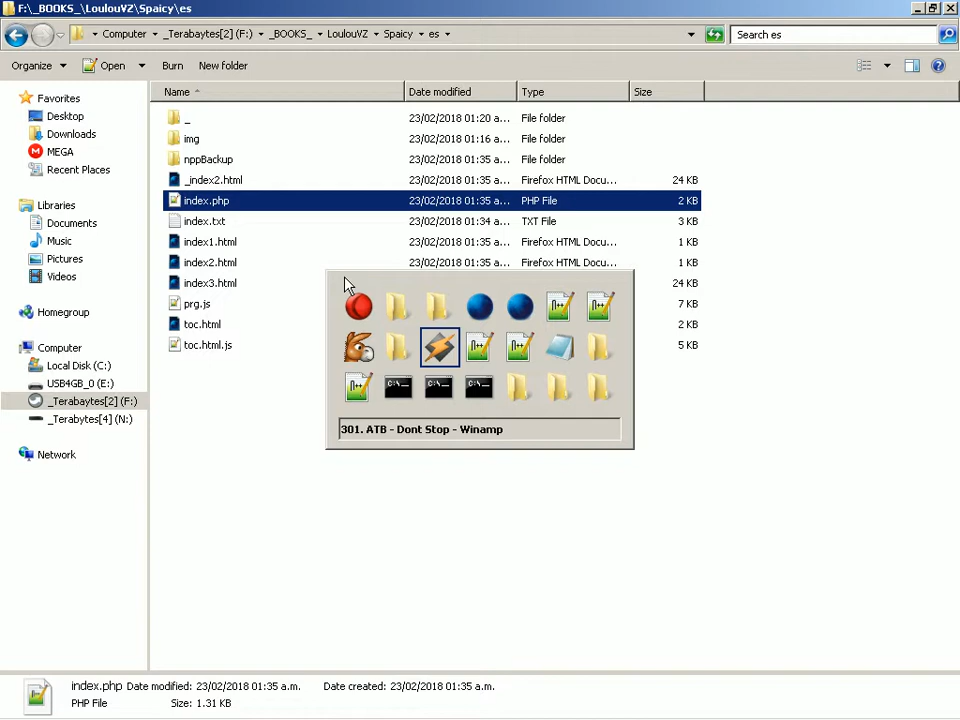 F:\_BOOKS_\LoulouVZ\Spaicy\es
Computer _Terabaytes[2] (F:) _BOOKS_ LoulouVZ Spaicy es
Search es
Organize Open Burn New folder
Name Date modified Type Size
Favorites
Desktop
Downloads
MEGA
Recent Places
Libraries
Documents
Music
Pictures
Videos
Homegroup
Computer
Local Disk (C:)
USB4GB_0 (E:)
_Terabaytes[2] (F:)
_Terabytes[4] (N:)
Network
_ 23/02/2018 01:20 a... File folder
img 23/02/2018 01:16 a... File folder
nppBackup 23/02/2018 01:35 a... File folder
_index2.html 23/02/2018 01:35 a... Firefox HTML Docu... 24 KB
index.php 23/02/2018 01:35 a... PHP File 2 KB
index.txt 23/02/2018 01:34 a... TXT File 3 KB
index1.html 23/02/2018 01:35 a... Firefox HTML Docu... 1 KB
index2.html 23/02/2018 01:35 a... Firefox HTML Docu... 1 KB
index3.html 24 KB
prg.js 7 KB
toc.html 2 KB
toc.html.js 5 KB
301. ATB - Dont Stop - Winamp
index.php Date modified: 23/02/2018 01:35 a.m. Date created: 23/02/2018 01:35 a.m.
PHP File Size: 1.31 KB